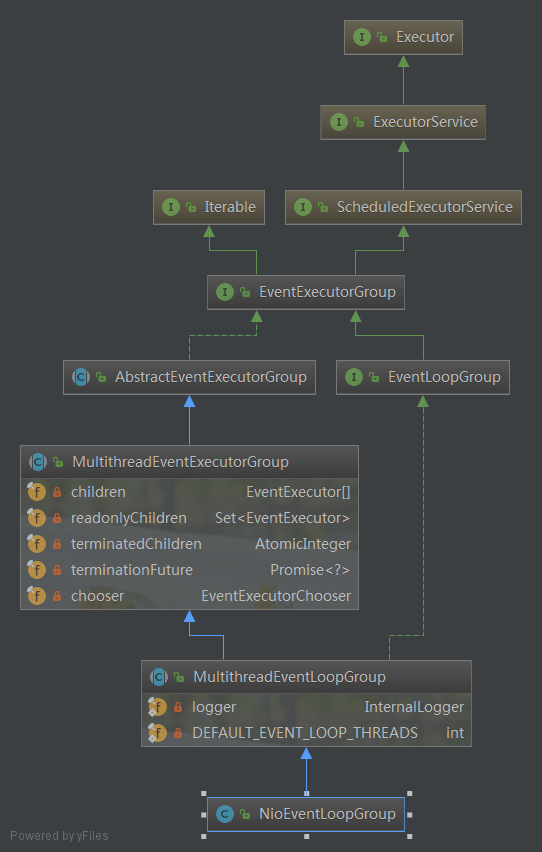 Executor
ExecutorService
Iterable
ScheduledExecutorService
EventExecutorGroup
AbstractEventExecutorGroup
EventLoopGroup
MultithreadEventExecutorGroup
children EventExecutor[]
readonlyChildren Set<EventExecutor>
terminatedChildren AtomicInteger
terminationFuture Promise<?>
chooser EventExecutorChooser
MultithreadEventLoopGroup
logger InternalLogger
DEFAULT_EVENT_LOOP_THREADS int
NioEventLoopGroup
Powered by yFiles